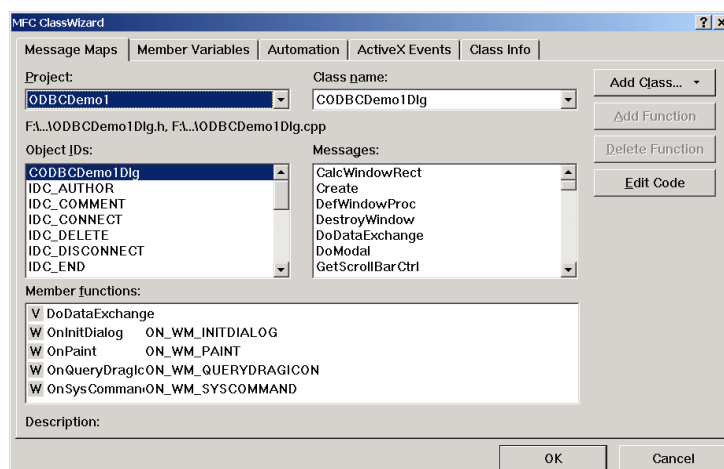 MFC ClassWizard
Message Maps Member Variables Automation ActiveX Events Class Info
Project: Class name:
ODBCDemo1 CODBCDemo1Dlg Add Class...
F:\...\ODBCDemo1Dlg.h, F:\...\ODBCDemo1Dlg.cpp Add Function
Object IDs: Messages: Delete Function
CODBCDemo1Dlg CalcWindowRect
IDC_AUTHOR Create Edit Code
IDC_COMMENT DefWindowProc
IDC_CONNECT DestroyWindow
IDC_DELETE DoDataExchange
IDC_DISCONNECT DoModal
IDC_END GetScrollBarCtrl
Member functions:
V DoDataExchange
W OnInitDialog ON_WM_INITDIALOG
W OnPaint ON_WM_PAINT
W OnQueryDragIc ON_WM_QUERYDRAGICON
W OnSysComman ON_WM_SYSCOMMAND
Description:
OK Cancel